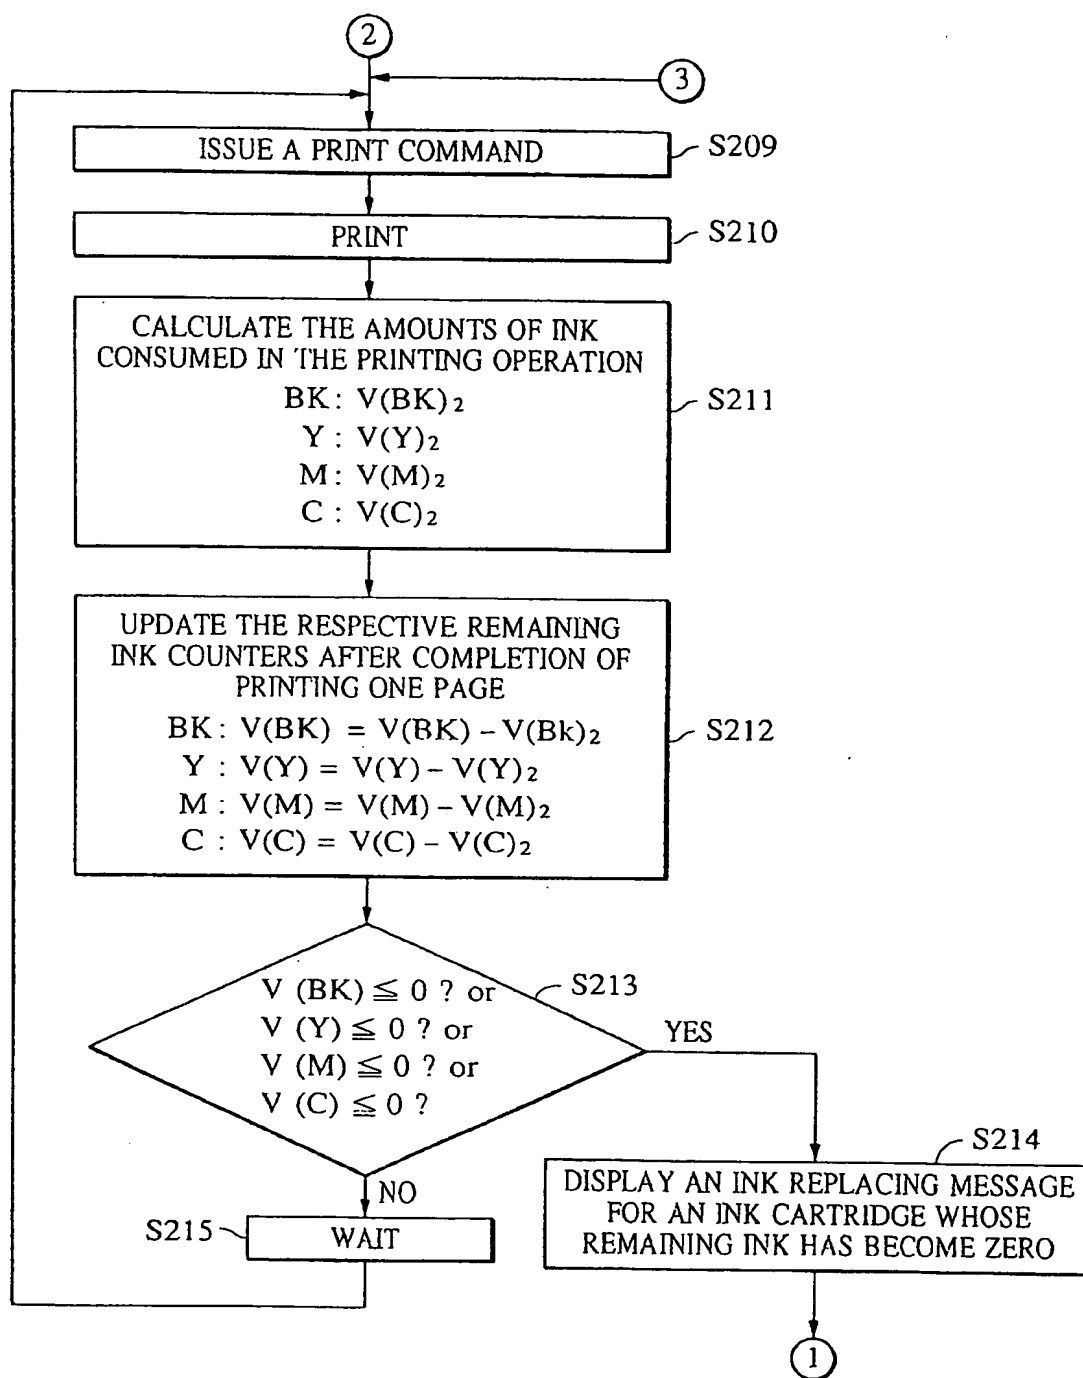 2
3
ISSUE A PRINT COMMAND
S209
PRINT
S210
CALCULATE THE AMOUNTS OF INK
CONSUMED IN THE PRINTING OPERATION
BK: V(BK)₂
Y : V(Y)₂
M : V(M)₂
C : V(C)₂
S211
UPDATE THE RESPECTIVE REMAINING
INK COUNTERS AFTER COMPLETION OF
PRINTING ONE PAGE
BK: V(BK) = V(BK) – V(Bk)₂
Y : V(Y) = V(Y) – V(Y)₂
M : V(M) = V(M) – V(M)₂
C : V(C) = V(C) – V(C)₂
S212
V (BK) ≦ 0 ? or
V (Y) ≦ 0 ? or
V (M) ≦ 0 ? or
V (C) ≦ 0 ?
S213
YES
NO
S214
DISPLAY AN INK REPLACING MESSAGE
FOR AN INK CARTRIDGE WHOSE
REMAINING INK HAS BECOME ZERO
S215
WAIT
1